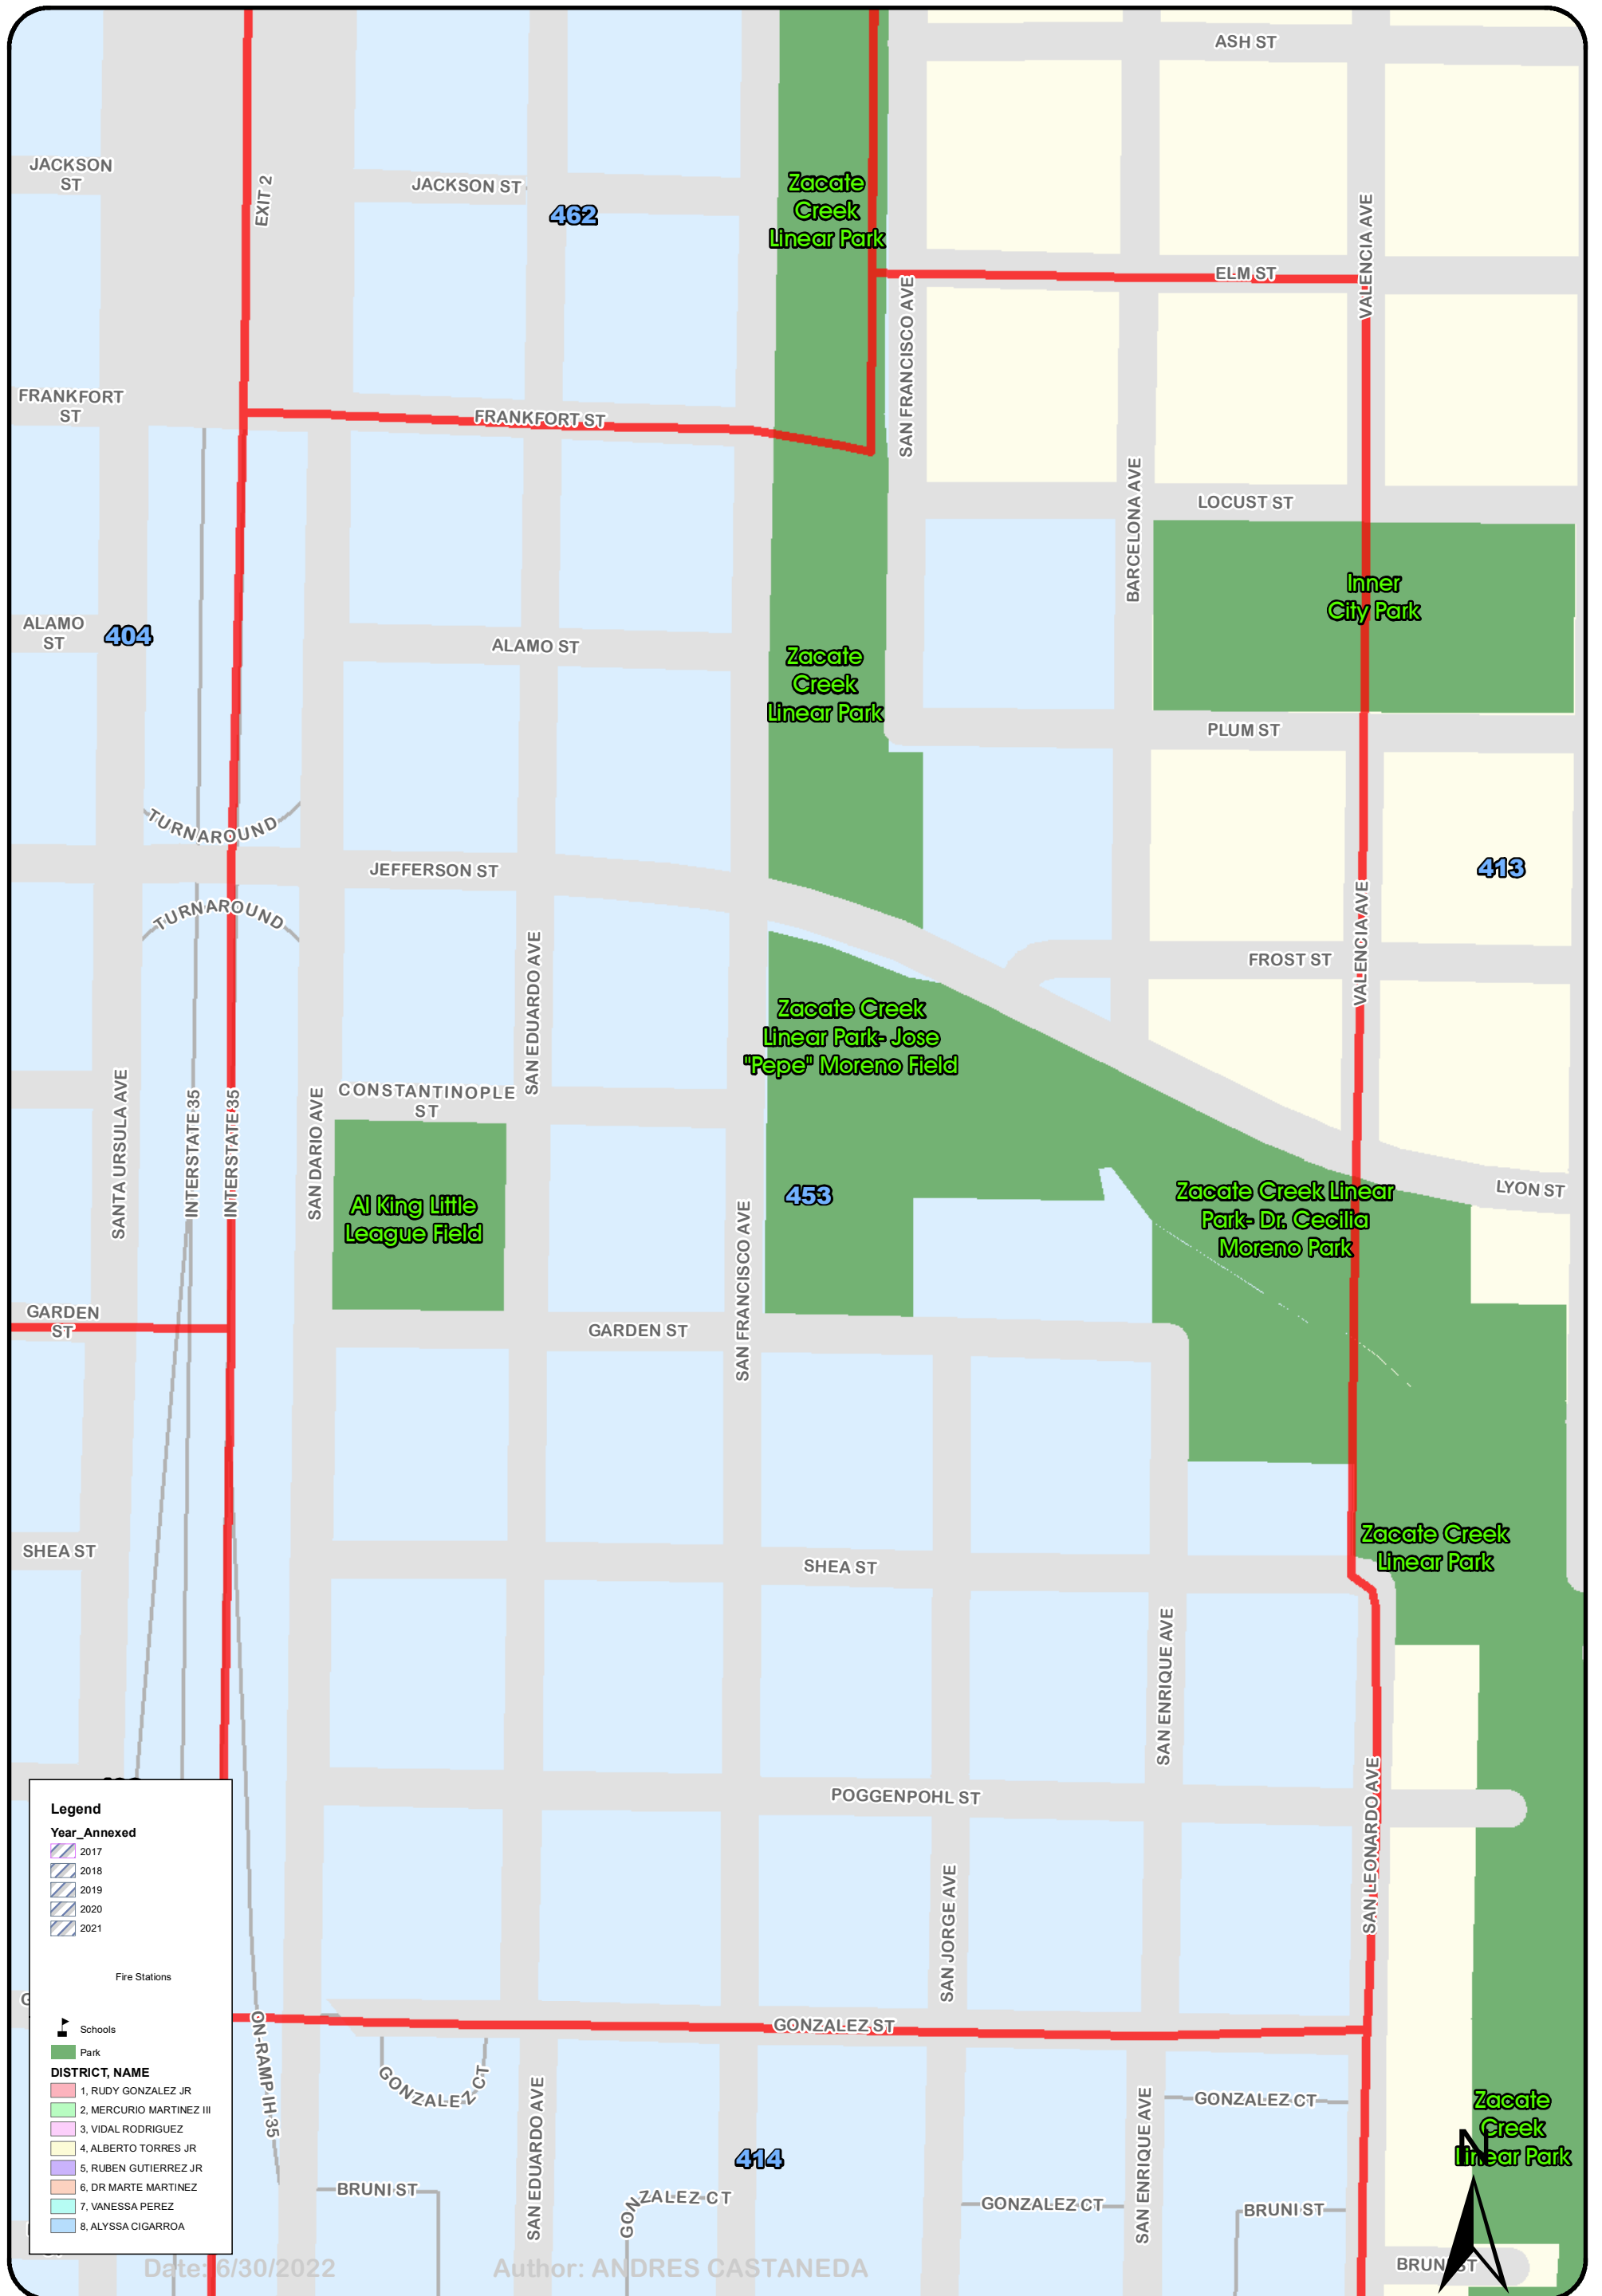 ASH ST
JACKSON
ST
EXIT 2
JACKSON ST
462
Zacate
Creek
Linear Park
VALENCIA AVE
ELM ST
SAN FRANCISCO AVE
FRANKFORT
ST
FRANKFORT ST
BARCELONA AVE
LOCUST ST
Inner
City Park
ALAMO
ST
404
ALAMO ST
Zacate
Creek
Linear Park
PLUM ST
TURNAROUND
JEFFERSON ST
413
TURNAROUND
SAN EDUARDO AVE
VALENCIA AVE
FROST ST
Zacate Creek
Linear Park- Jose
"Pepe" Moreno Field
SANTA URSULA AVE
INTERSTATE 35
INTERSTATE 35
SAN DARIO AVE
CONSTANTINOPLE
ST
453
Al King Little
League Field
SAN FRANCISCO AVE
Zacate Creek Linear
Park- Dr. Cecilia
Moreno Park
LYON ST
GARDEN
ST
GARDEN ST
SHEA ST
SHEA ST
Zacate Creek
Linear Park
SAN ENRIQUE AVE
POGGENPOHL ST
SAN LEONARDO AVE
SAN JORGE AVE
Legend
Year_Annexed
2017
2018
2019
2020
2021
Fire Stations
Schools
Park
DISTRICT, NAME
1, RUDY GONZALEZ JR
2, MERCURIO MARTINEZ III
3, VIDAL RODRIGUEZ
4, ALBERTO TORRES JR
5, RUBEN GUTIERREZ JR
6, DR MARTE MARTINEZ
7, VANESSA PEREZ
8, ALYSSA CIGARROA
ON-RAMP IH 35
GONZALEZ ST
GONZALEZ CT
SAN EDUARDO AVE
414
GONZALEZ CT
SAN ENRIQUE AVE
GONZALEZ CT
Zacate
Creek
Linear Park
N
BRUNI ST
GONZALEZ CT
GONZALEZ CT
BRUNI ST
BRUNI ST
Date: 6/30/2022
Author: ANDRES CASTANEDA